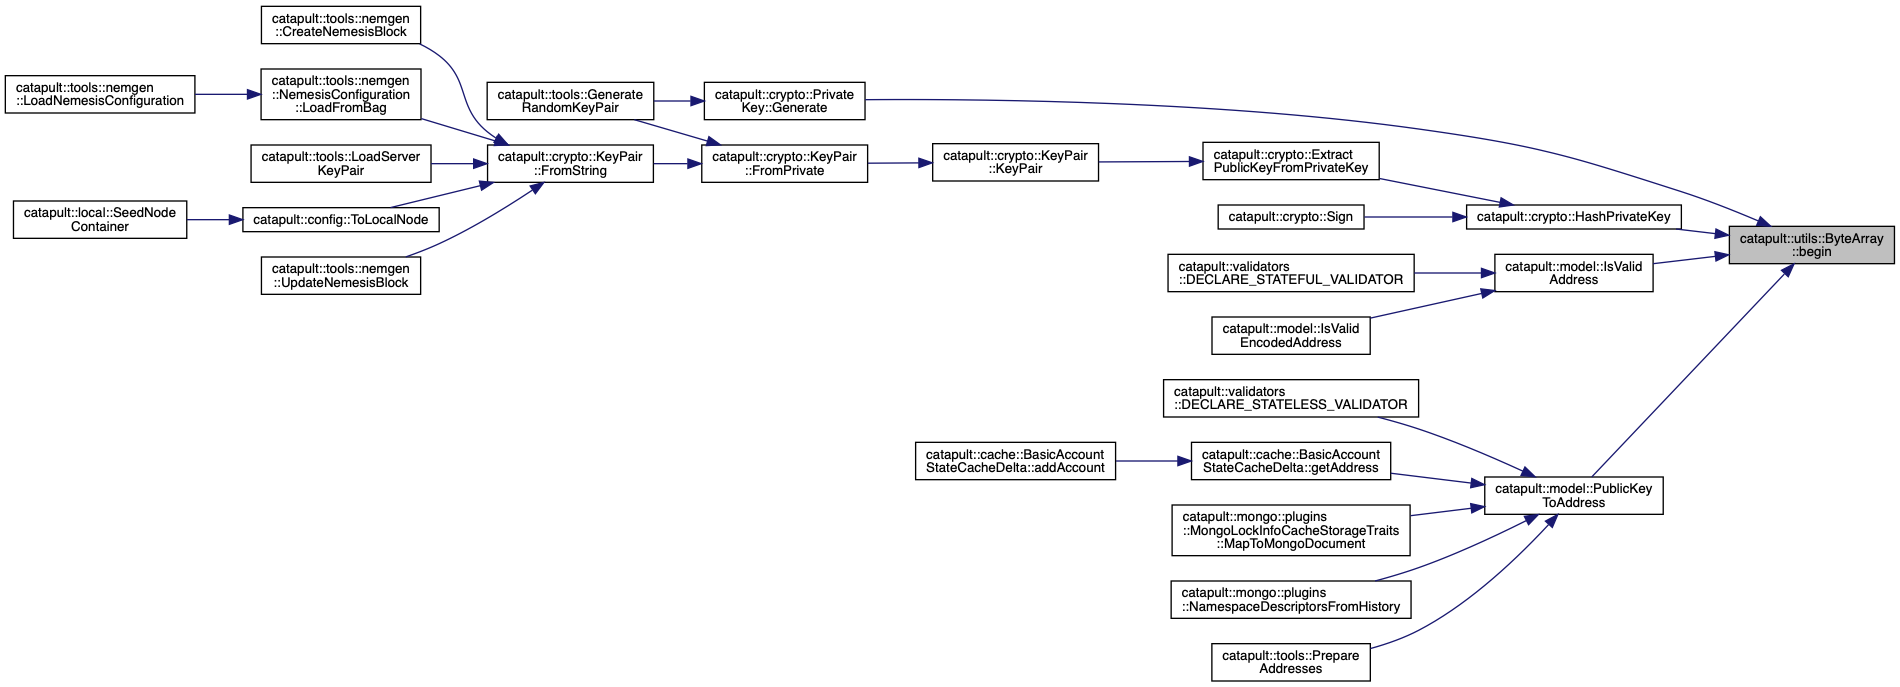 catapult::tools::nemgen
::CreateNemesisBlock
catapult::tools::nemgen
::LoadNemesisConfiguration
catapult::tools::nemgen
::NemesisConfiguration
::LoadFromBag
catapult::tools::Generate
RandomKeyPair
catapult::crypto::Private
Key::Generate
catapult::tools::LoadServer
KeyPair
catapult::crypto::KeyPair
::FromString
catapult::crypto::KeyPair
::FromPrivate
catapult::crypto::KeyPair
::KeyPair
catapult::crypto::Extract
PublicKeyFromPrivateKey
catapult::local::SeedNode
Container
catapult::config::ToLocalNode
catapult::crypto::Sign
catapult::crypto::HashPrivateKey
catapult::utils::ByteArray
::begin
catapult::tools::nemgen
::UpdateNemesisBlock
catapult::validators
::DECLARE_STATEFUL_VALIDATOR
catapult::model::IsValid
Address
catapult::model::IsValid
EncodedAddress
catapult::validators
::DECLARE_STATELESS_VALIDATOR
catapult::cache::BasicAccount
StateCacheDelta::addAccount
catapult::cache::BasicAccount
StateCacheDelta::getAddress
catapult::model::PublicKey
ToAddress
catapult::mongo::plugins
::MongoLockInfoCacheStorageTraits
::MapToMongoDocument
catapult::mongo::plugins
::NamespaceDescriptorsFromHistory
catapult::tools::Prepare
Addresses